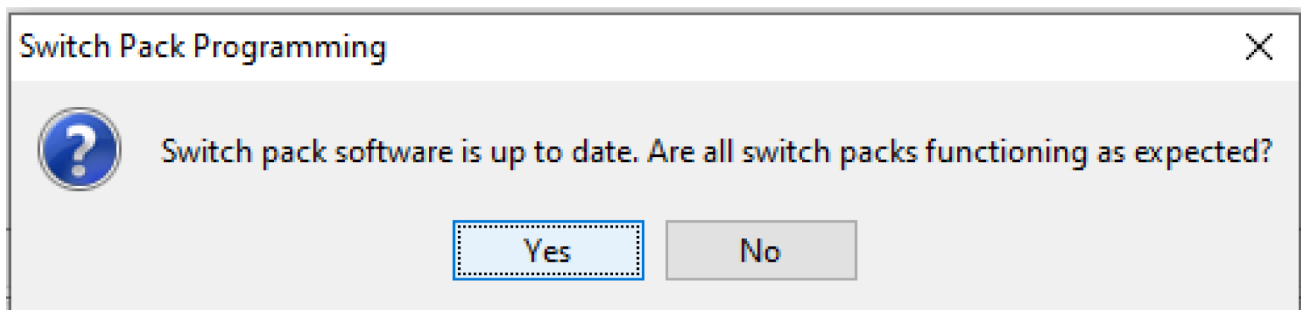 Switch Pack Programming
Switch pack software is up to date. Are all switch packs functioning as expected?
Yes No